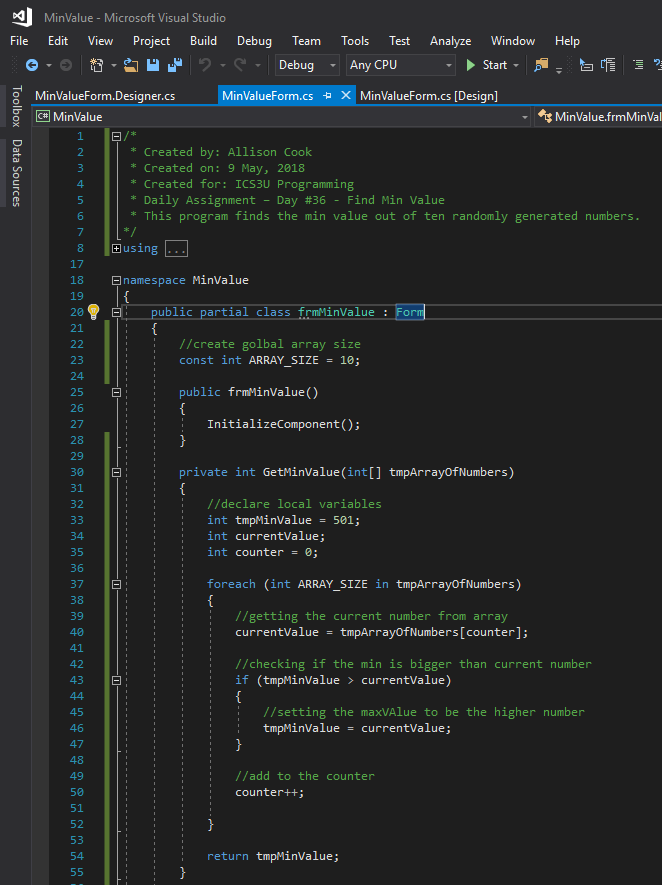 MinValue - Microsoft Visual Studio
File Edit View Project Build Debug Team Tools Test Analyze Window Help
Debug Any CPU Start
MinValueForm.Designer.cs MinValueForm.cs MinValueForm.cs [Design]
C# MinValue MinValue.frmMinVal
Toolbox
Data Sources
1 /*
2 * Created by: Allison Cook
3 * Created on: 9 May, 2018
4 * Created for: ICS3U Programming
5 * Daily Assignment – Day #36 - Find Min Value
6 * This program finds the min value out of ten randomly generated numbers.
7 */
8 using ...
17
18 namespace MinValue
19 {
20 public partial class frmMinValue : Form
21 {
22 //create golbal array size
23 const int ARRAY_SIZE = 10;
24
25 public frmMinValue()
26 {
27 InitializeComponent();
28 }
29
30 private int GetMinValue(int[] tmpArrayOfNumbers)
31 {
32 //declare local variables
33 int tmpMinValue = 501;
34 int currentValue;
35 int counter = 0;
36
37 foreach (int ARRAY_SIZE in tmpArrayOfNumbers)
38 {
39 //getting the current number from array
40 currentValue = tmpArrayOfNumbers[counter];
41
42 //checking if the min is bigger than current number
43 if (tmpMinValue > currentValue)
44 {
45 //setting the maxVAlue to be the higher number
46 tmpMinValue = currentValue;
47 }
48
49 //add to the counter
50 counter++;
51
52 }
53
54 return tmpMinValue;
55 }